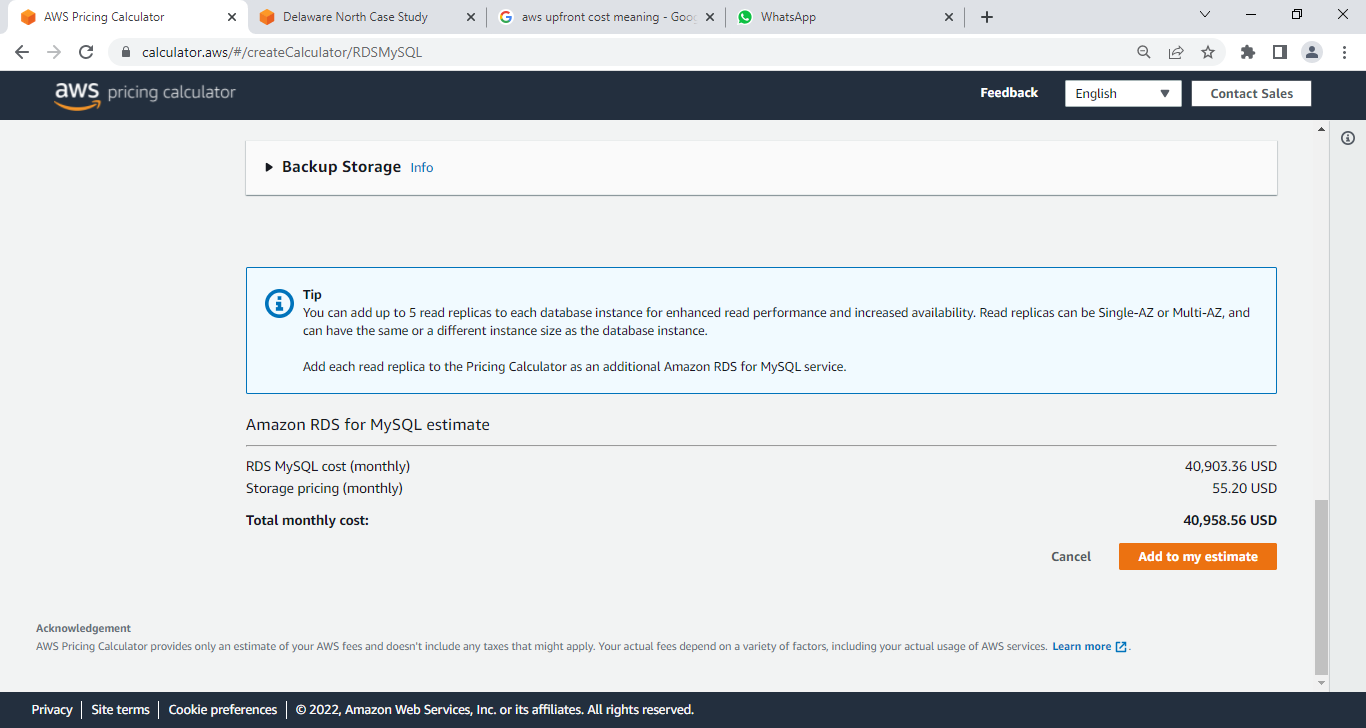 AWS Pricing Calculator
Delaware North Case Study
aws upfront cost meaning - Goo
WhatsApp
calculator.aws/#/createCalculator/RDSMySQL
aws pricing calculator
Feedback
English
Contact Sales
Backup Storage Info
Tip
You can add up to 5 read replicas to each database instance for enhanced read performance and increased availability. Read replicas can be Single-AZ or Multi-AZ, and
can have the same or a different instance size as the database instance.
Add each read replica to the Pricing Calculator as an additional Amazon RDS for MySQL service.
Amazon RDS for MySQL estimate
RDS MySQL cost (monthly) 40,903.36 USD
Storage pricing (monthly) 55.20 USD
Total monthly cost: 40,958.56 USD
Cancel
Add to my estimate
Acknowledgement
AWS Pricing Calculator provides only an estimate of your AWS fees and doesn't include any taxes that might apply. Your actual fees depend on a variety of factors, including your actual usage of AWS services. Learn more.
Privacy | Site terms | Cookie preferences | © 2022, Amazon Web Services, Inc. or its affiliates. All rights reserved.